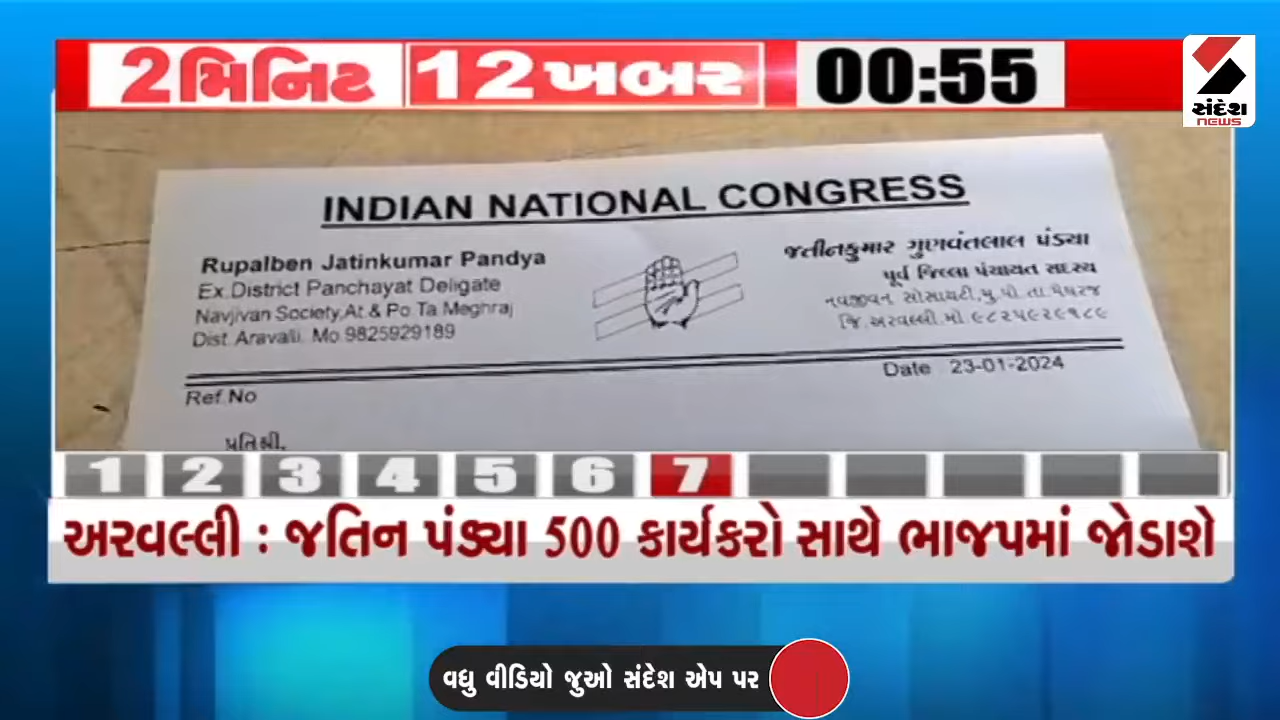 2 મિનિટ 12 ખબર 00:55
સંદેશ
NEWS
INDIAN NATIONAL CONGRESS
Rupalben Jatinkumar Pandya
Ex.District Panchayat Deligate
Navjivan Society,At & Po.Ta Meghraj
Dist.Aravalli. Mo.9825929189
જતીનકુમાર ગુણવંતલાલ પંડ્યા
પૂર્વ જિલ્લા પંચાયત સદસ્ય
નવજીવન સોસાયટી,મુ.પો.તા.મેઘરજ
જિ.અરવલ્લી.મો.૯૮૨૫૯૨૯૧૮૯
Date 23-01-2024
Ref.No
પ્રતિશ્રી,
1 2 3 4 5 6 7
અરવલ્લી : જતિન પંડ્યા 500 કાર્યકરો સાથે ભાજપમાં જોડાશે
વધુ વીડિયો જુઓ સંદેશ એપ પર